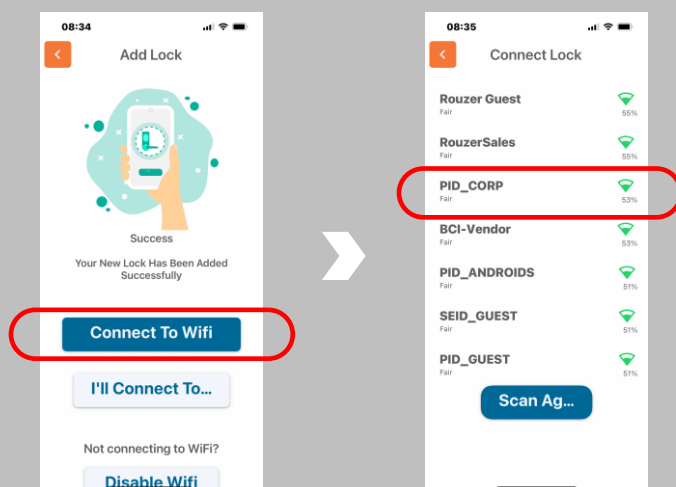 08:34
Add Lock
Success
Your New Lock Has Been Added
Successfully
Connect To Wifi
I'll Connect To...
Not connecting to WiFi?
Disable Wifi
08:35
Connect Lock
Rouzer Guest
Fair
55%
RouzerSales
Fair
55%
PID_CORP
Fair
53%
BCI-Vendor
Fair
53%
PID_ANDROIDS
Fair
51%
SEID_GUEST
Fair
51%
PID_GUEST
Fair
51%
Scan Ag...